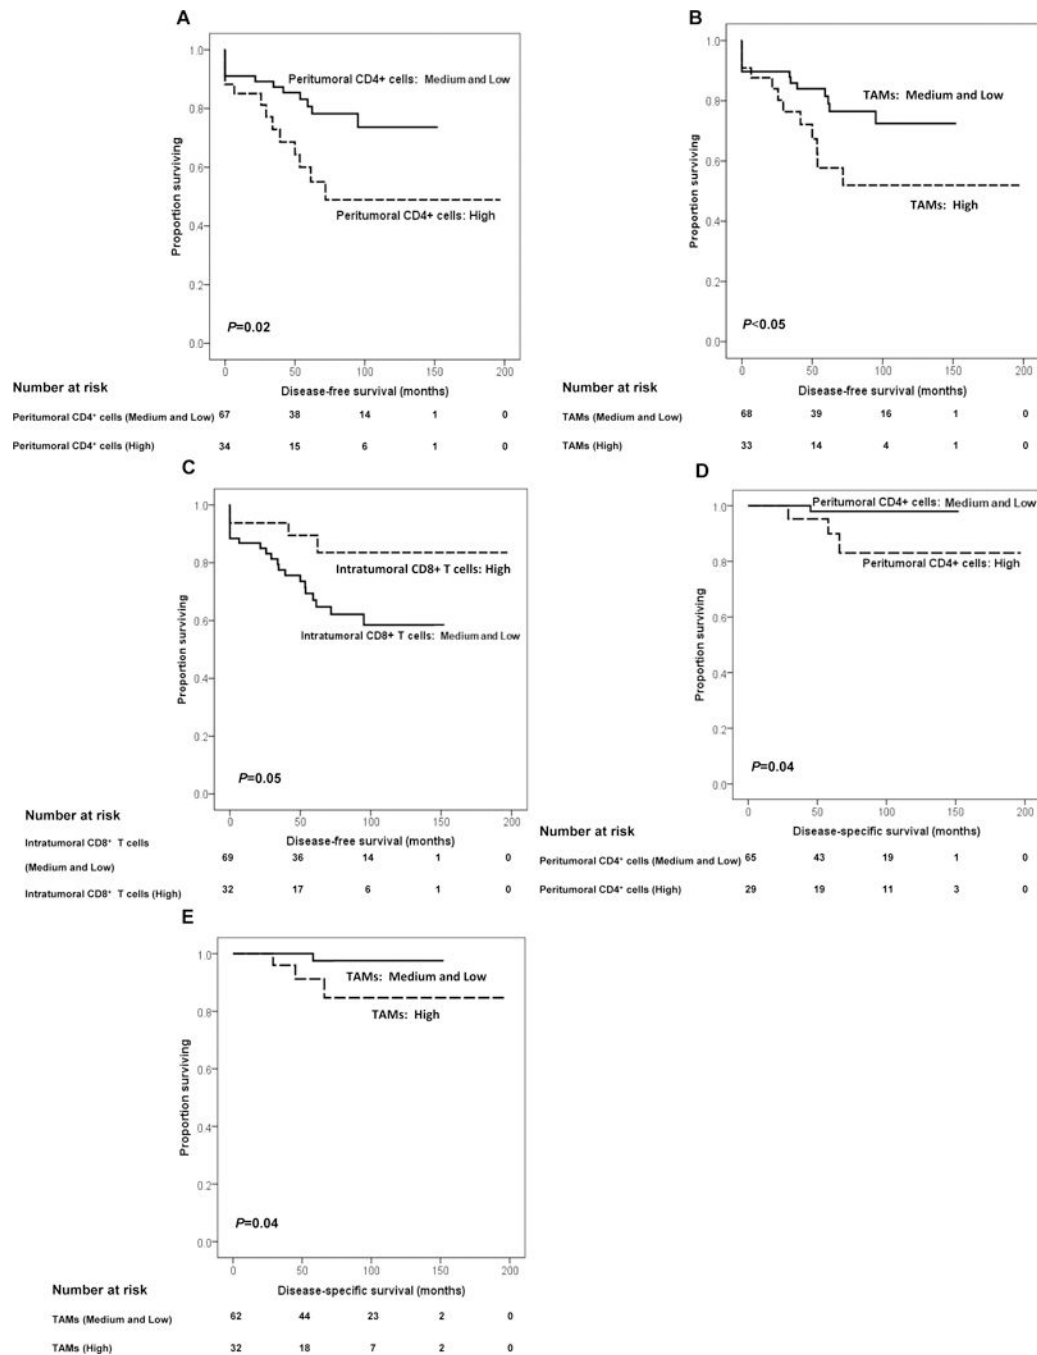 A
Proportion surviving
1.0
0.8
0.6
0.4
0.2
0.0
Peritumoral CD4+ cells: Medium and Low
Peritumoral CD4+ cells: High
P=0.02
0 50 100 150 200
Disease-free survival (months)
Number at risk
Peritumoral CD4+ cells (Medium and Low) 67 38 14 1 0
Peritumoral CD4+ cells (High) 34 15 6 1 0
B
Proportion surviving
1.0
0.8
0.6
0.4
0.2
0.0
TAMs: Medium and Low
TAMs: High
P<0.05
0 50 100 150 200
Disease-free survival (months)
Number at risk
TAMs (Medium and Low) 68 39 16 1 0
TAMs (High) 33 14 4 1 0
C
Proportion surviving
1.0
0.8
0.6
0.4
0.2
0.0
Intratumoral CD8+ T cells: High
Intratumoral CD8+ T cells: Medium and Low
P=0.05
0 50 100 150 200
Disease-free survival (months)
Number at risk
Intratumoral CD8+ T cells
(Medium and Low) 69 36 14 1 0
Intratumoral CD8+ T cells (High) 32 17 6 1 0
D
Proportion surviving
1.0
0.8
0.6
0.4
0.2
0.0
Peritumoral CD4+ cells: Medium and Low
Peritumoral CD4+ cells: High
P=0.04
0 50 100 150 200
Disease-specific survival (months)
Number at risk
Peritumoral CD4+ cells (Medium and Low) 65 43 19 1 0
Peritumoral CD4+ cells (High) 29 19 11 3 0
E
Proportion surviving
1.0
0.8
0.6
0.4
0.2
0.0
TAMs: Medium and Low
TAMs: High
P=0.04
0 50 100 150 200
Disease-specific survival (months)
Number at risk
TAMs (Medium and Low) 62 44 23 2 0
TAMs (High) 32 18 7 2 0